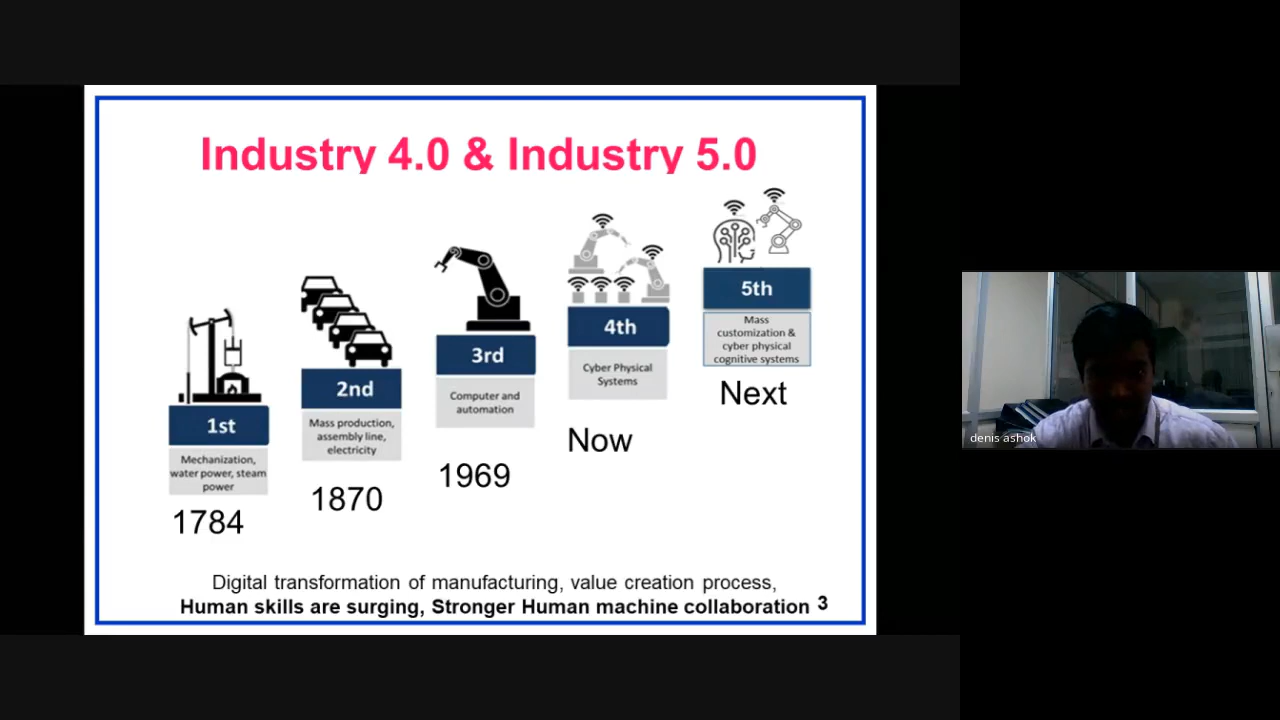 Industry 4.0 & Industry 5.0
1st
Mechanization,
water power, steam
power
1784
2nd
Mass production,
assembly line,
electricity
1870
3rd
Computer and
automation
1969
4th
Cyber Physical
Systems
Now
5th
Mass
customization &
cyber physical
cognitive systems
Next
Digital transformation of manufacturing, value creation process,
Human skills are surging, Stronger Human machine collaboration 3
denis ashok